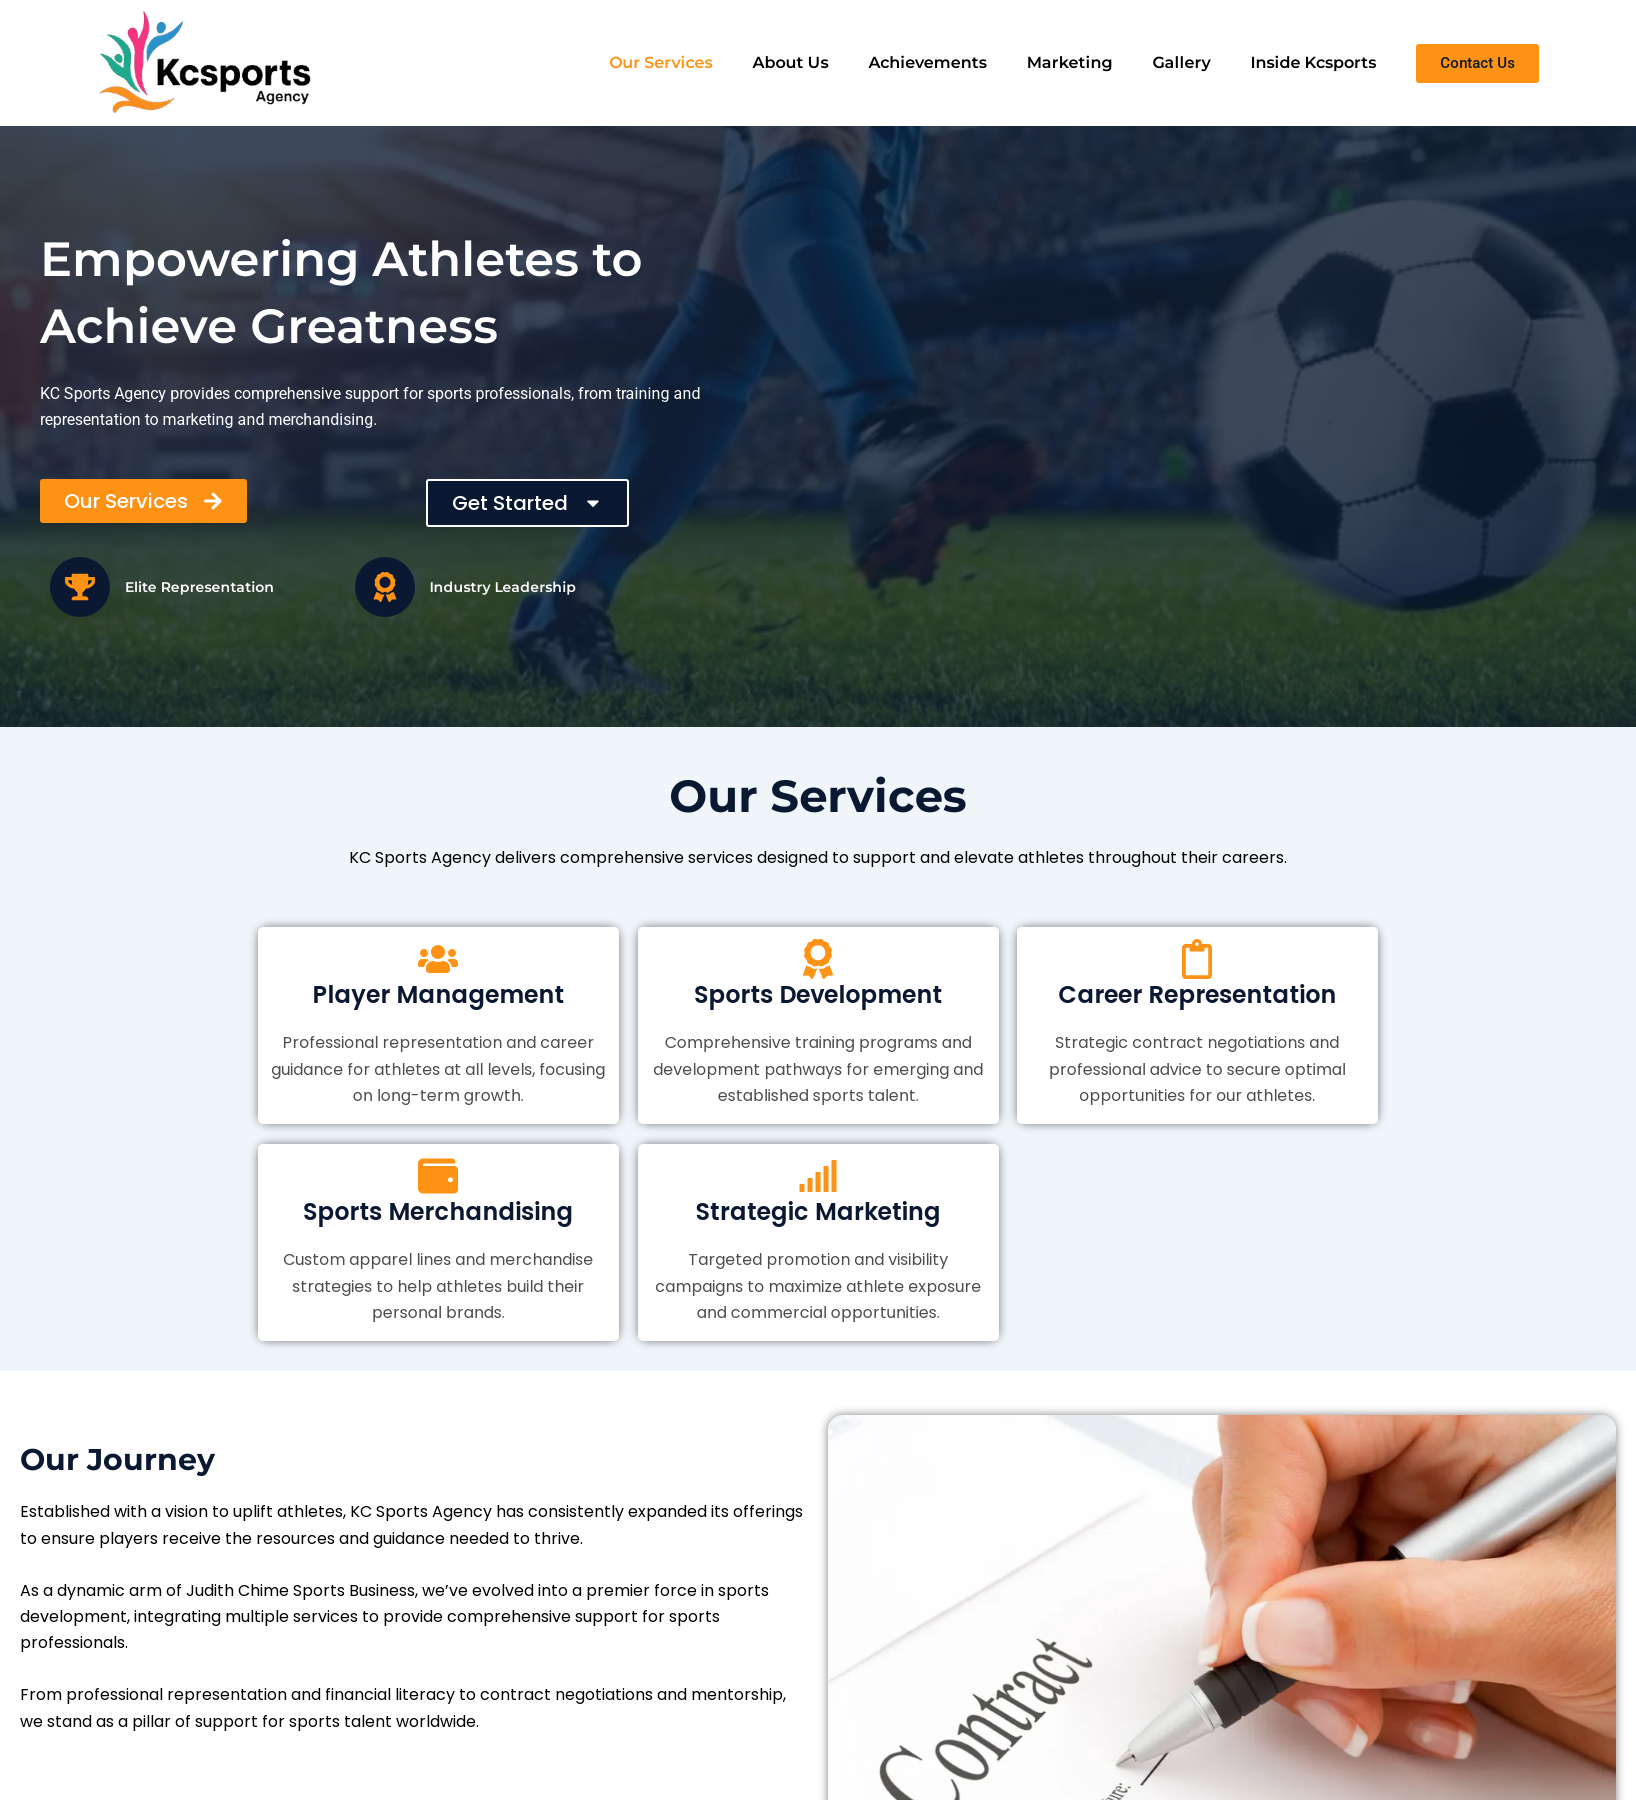 Kcsports
Agency
Our Services
About Us
Achievements
Marketing
Gallery
Inside Kcsports
Contact Us
Empowering Athletes to
Achieve Greatness
KC Sports Agency provides comprehensive support for sports professionals, from training and
representation to marketing and merchandising.
Our Services
Get Started
Elite Representation
Industry Leadership
Our Services
KC Sports Agency delivers comprehensive services designed to support and elevate athletes throughout their careers.
Player Management
Professional representation and career
guidance for athletes at all levels, focusing
on long-term growth.
Sports Development
Comprehensive training programs and
development pathways for emerging and
established sports talent.
Career Representation
Strategic contract negotiations and
professional advice to secure optimal
opportunities for our athletes.
Sports Merchandising
Custom apparel lines and merchandise
strategies to help athletes build their
personal brands.
Strategic Marketing
Targeted promotion and visibility
campaigns to maximize athlete exposure
and commercial opportunities.
Our Journey
Established with a vision to uplift athletes, KC Sports Agency has consistently expanded its offerings
to ensure players receive the resources and guidance needed to thrive.
As a dynamic arm of Judith Chime Sports Business, we’ve evolved into a premier force in sports
development, integrating multiple services to provide comprehensive support for sports
professionals.
From professional representation and financial literacy to contract negotiations and mentorship,
we stand as a pillar of support for sports talent worldwide.
Contract